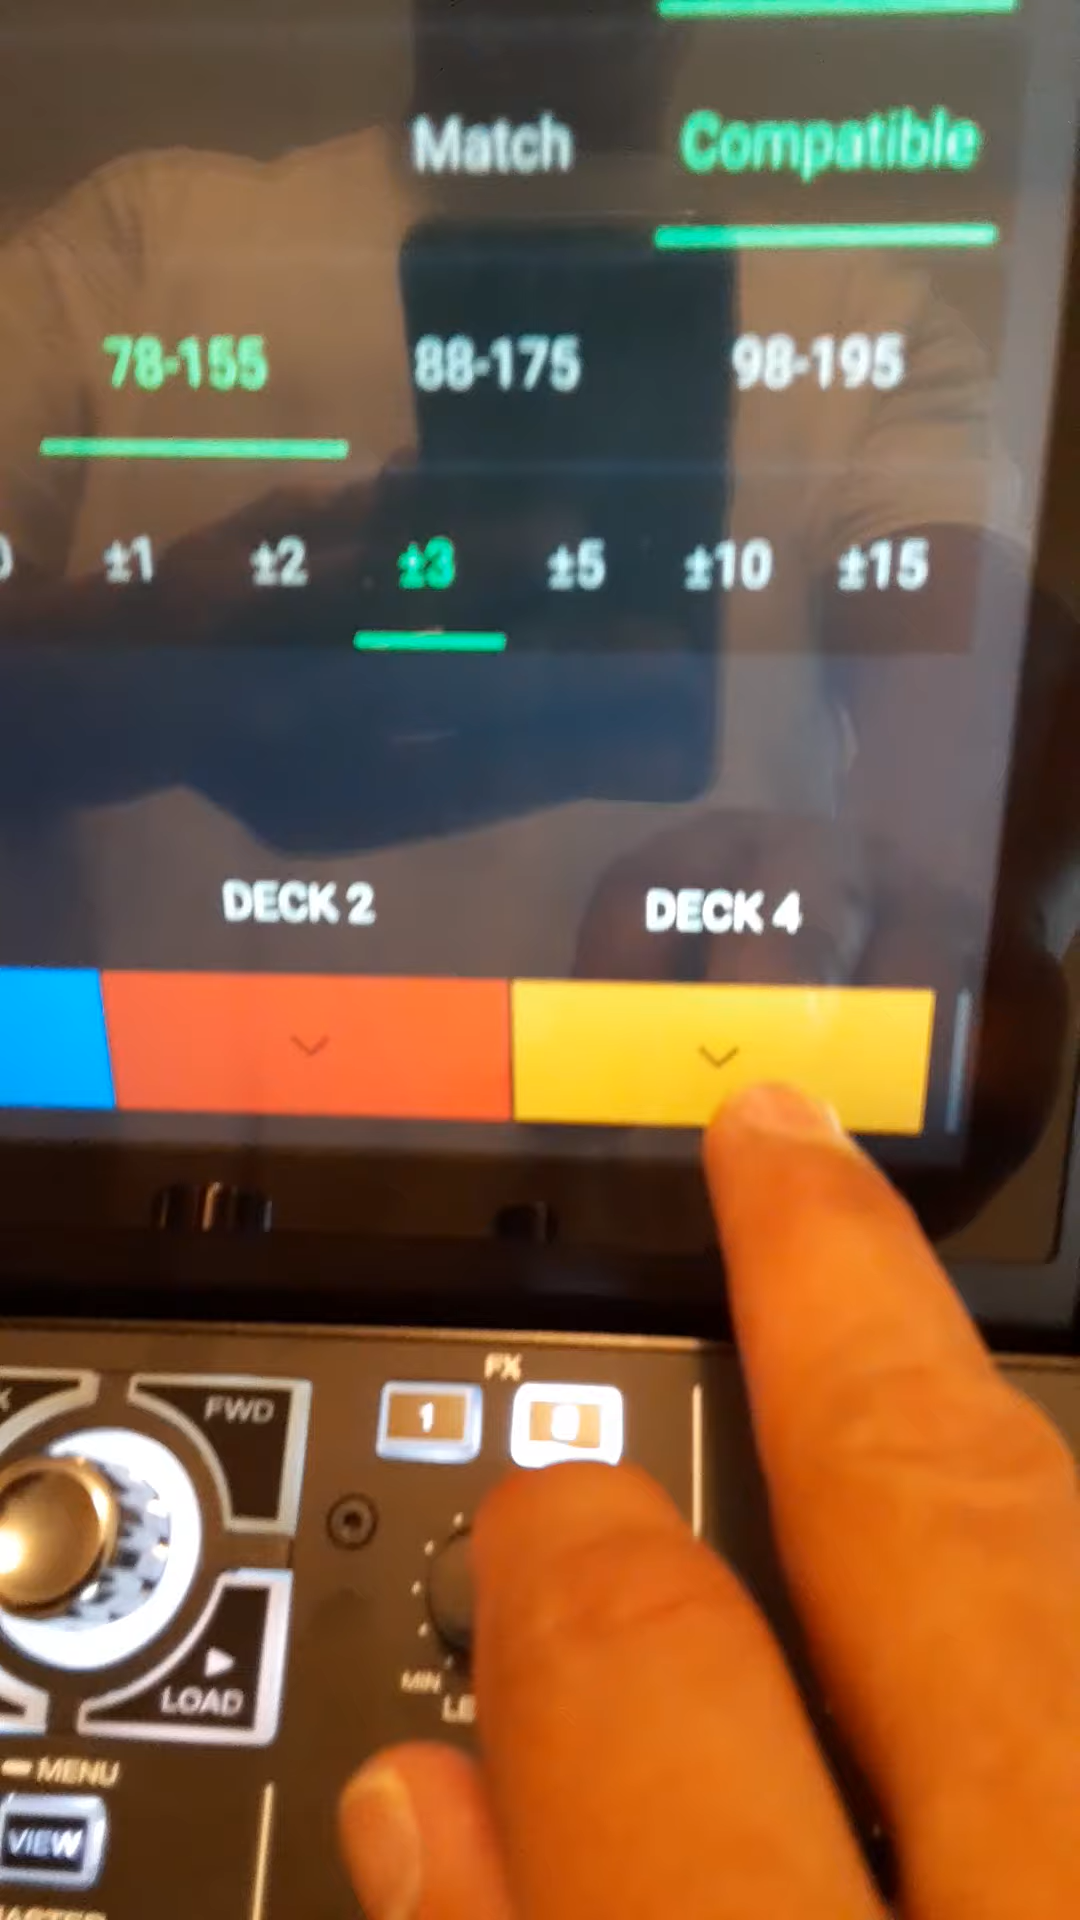 Match Compatible
78-155 88-175 98-195
±1 ±2 ±3 ±5 ±10 ±15
DECK 2 DECK 4
FX
FWD 1
LOAD
MIN
MENU
VIEW